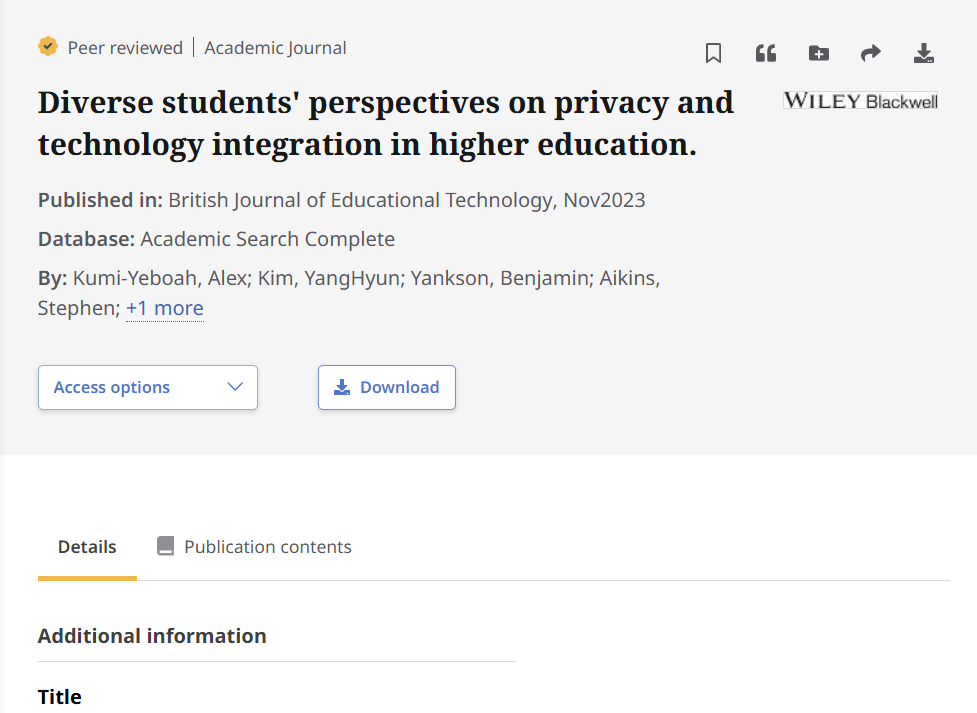 Peer reviewed | Academic Journal
Diverse students' perspectives on privacy and
technology integration in higher education.
WILEY Blackwell
Published in: British Journal of Educational Technology, Nov2023
Database: Academic Search Complete
By: Kumi-Yeboah, Alex; Kim, YangHyun; Yankson, Benjamin; Aikins,
Stephen; +1 more
Access options
Download
Details
Publication contents
Additional information
Title